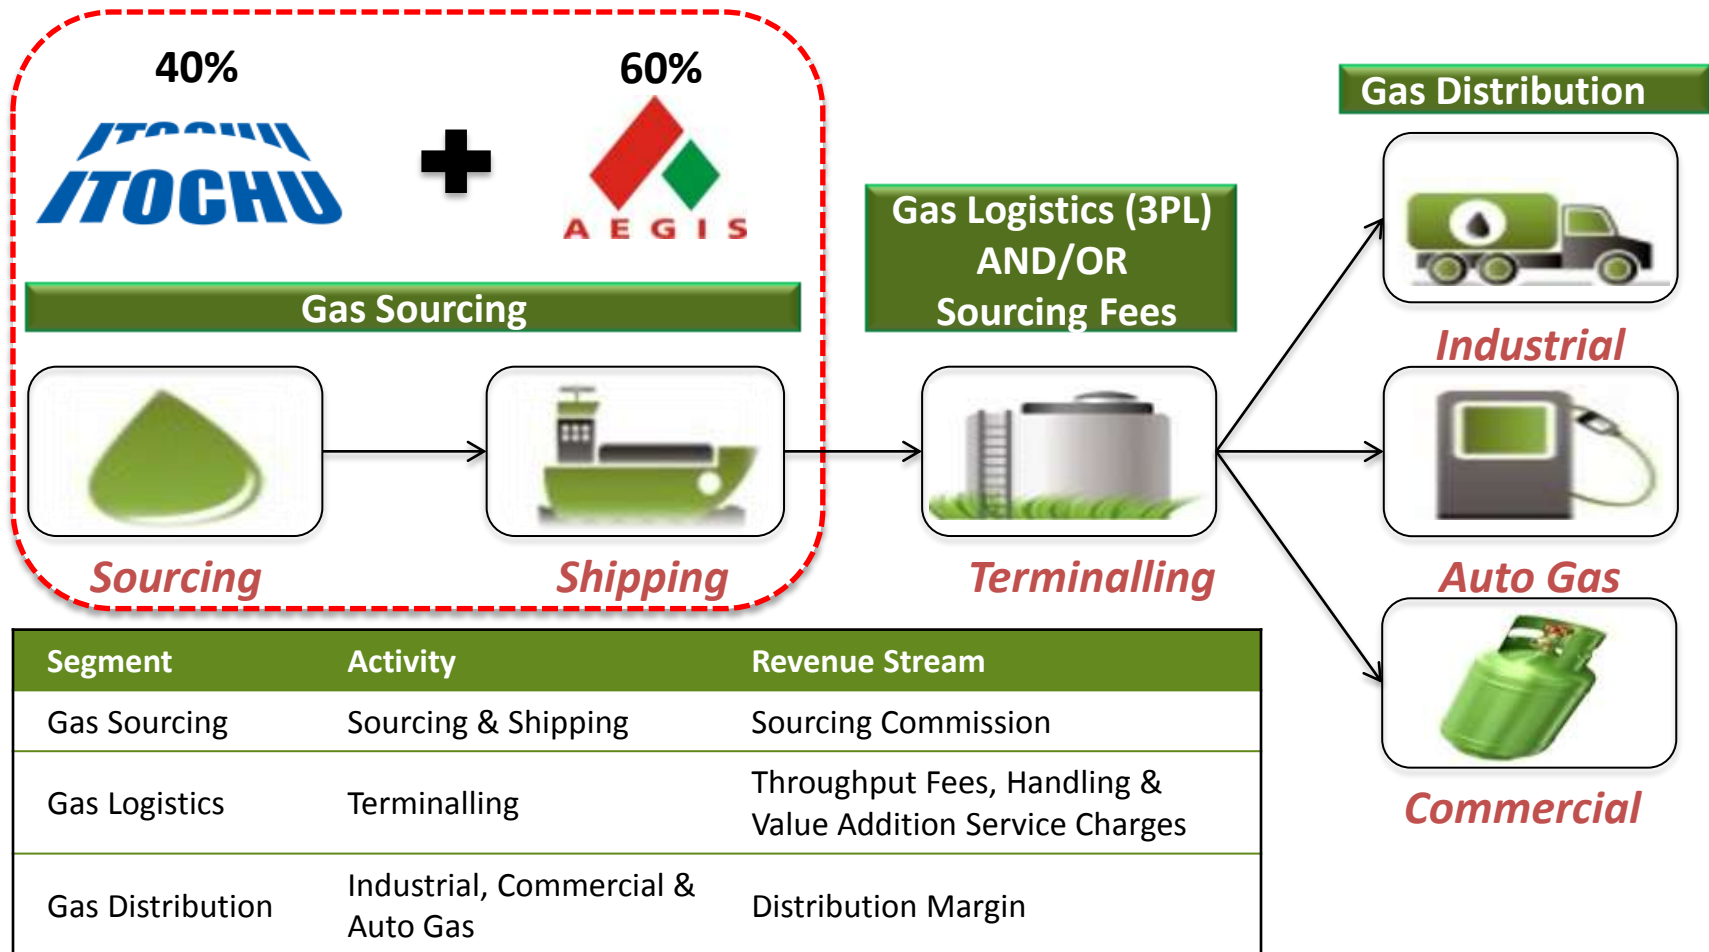 40%
60%
ITOCHU
ITOCHU
AEGIS
Gas Sourcing
Sourcing
Shipping
Gas Logistics (3PL)
AND/OR
Sourcing Fees
Terminalling
Gas Distribution
Industrial
Auto Gas
Commercial
Segment Activity Revenue Stream
Gas Sourcing Sourcing & Shipping Sourcing Commission
Gas Logistics Terminalling Throughput Fees, Handling &
Value Addition Service Charges
Gas Distribution Industrial, Commercial &
Auto Gas Distribution Margin